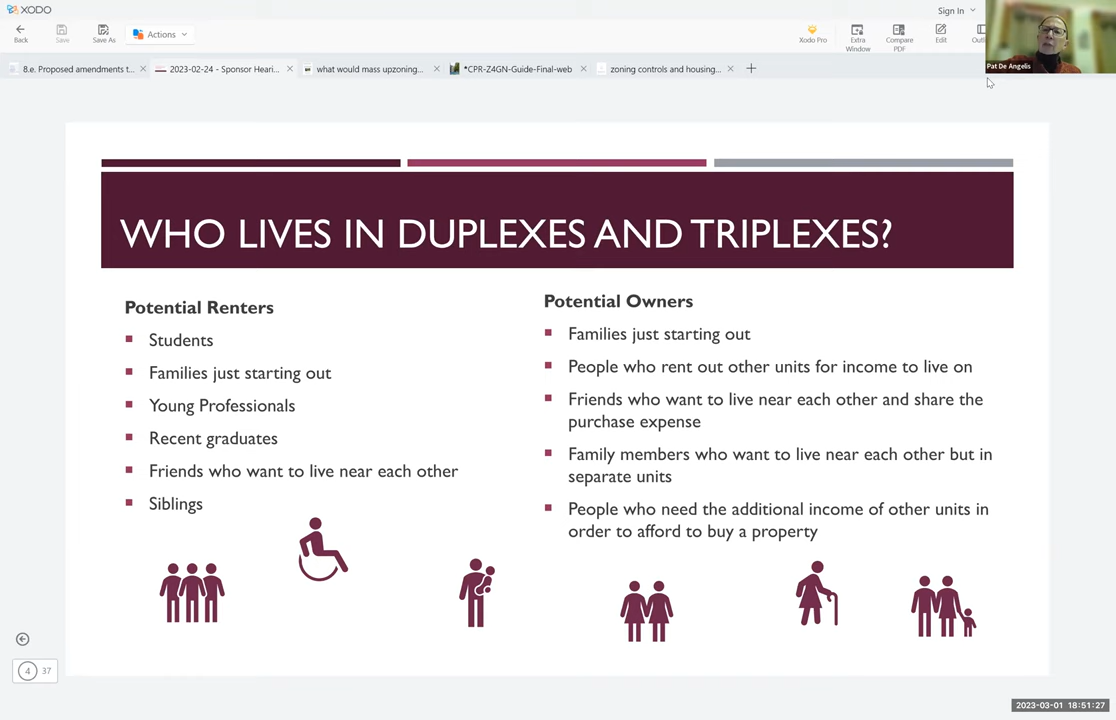 XODO
Sign In
Back
Save
Save As
Actions
Xodo Pro
Extra
Window
Compare
PDF
Edit
8.e. Proposed amendments t...
2023-02-24 - Sponsor Heari...
what would mass upzoning...
*CPR-Z4GN-Guide-Final-web
zoning controls and housing...
Pat De Angelis
WHO LIVES IN DUPLEXES AND TRIPLEXES?
Potential Renters
Students
Families just starting out
Young Professionals
Recent graduates
Friends who want to live near each other
Siblings
Potential Owners
Families just starting out
People who rent out other units for income to live on
Friends who want to live near each other and share the
purchase expense
Family members who want to live near each other but in
separate units
People who need the additional income of other units in
order to afford to buy a property
4 37
2023-03-01 18:51:27